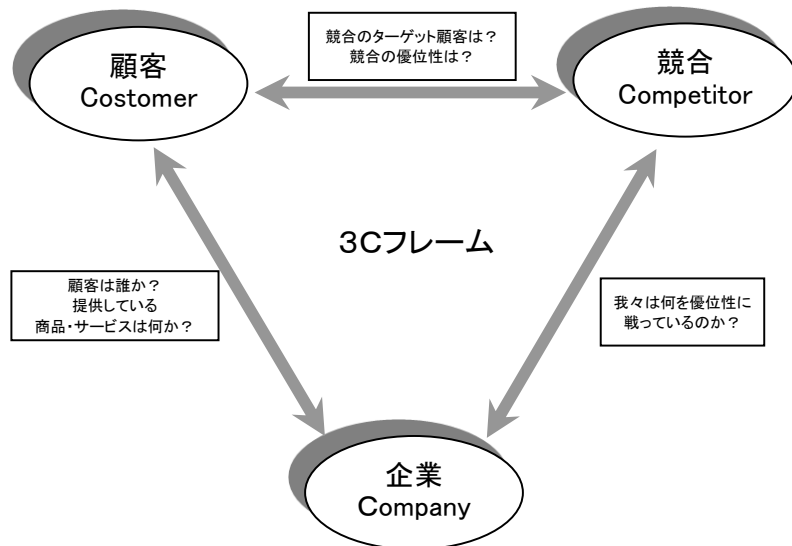 競合のターゲット顧客は?
競合の優位性は?
顧客
Costomer
競合
Competitor
3Cフレーム
顧客は誰か?
提供している
商品・サービスは何か?
我々は何を優位性に
戦っているのか?
企業
Company